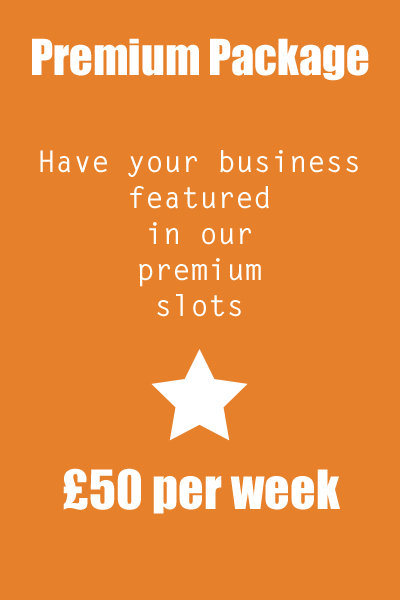 Premium Package
Have your business
featured
in our
premium
slots
£50 per week